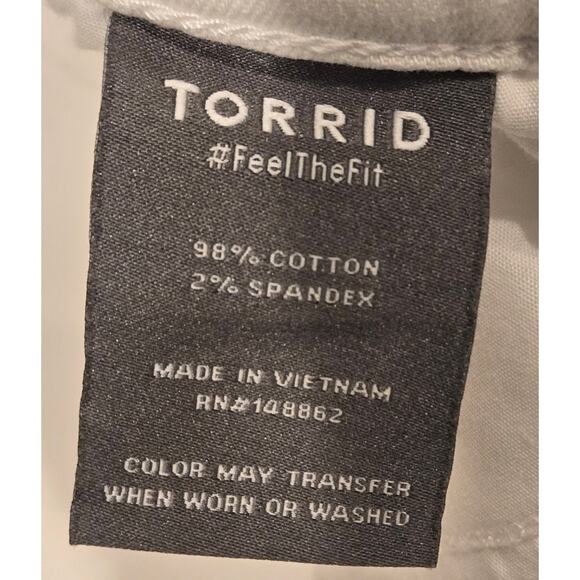 TORRID
#FeelTheFit
98% COTTON
2% SPANDEX
MADE IN VIETNAM
RN#148862
COLOR MAY TRANSFER
WHEN WORN OR WASHED